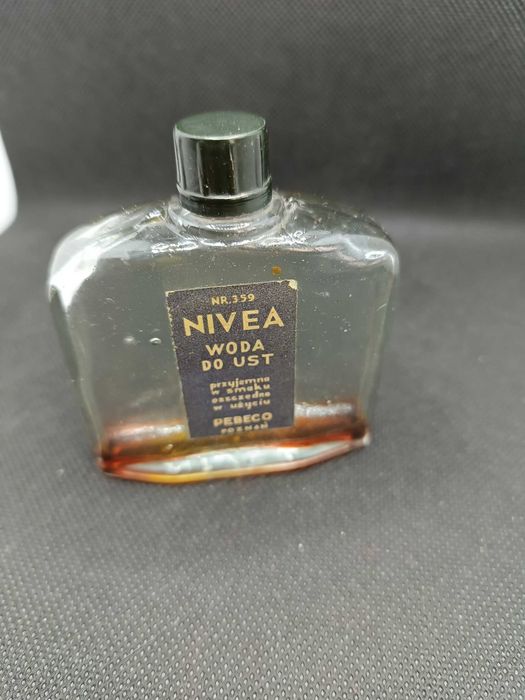 NR.359
NIVEA
WODA
DO UST
przyjemna
w smaku
oszczędna
w użyciu
PEBECO
POZNAŃ